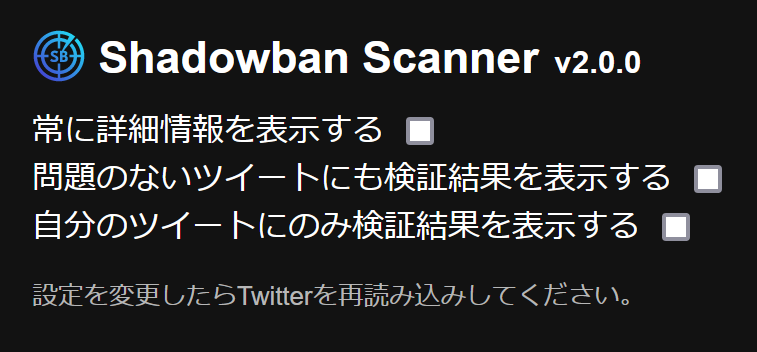 SB
Shadowban Scanner v2.0.0
常に詳細情報を表示する
問題のないツイートにも検証結果を表示する
自分のツイートにのみ検証結果を表示する
設定を変更したらTwitterを再読み込みしてください。